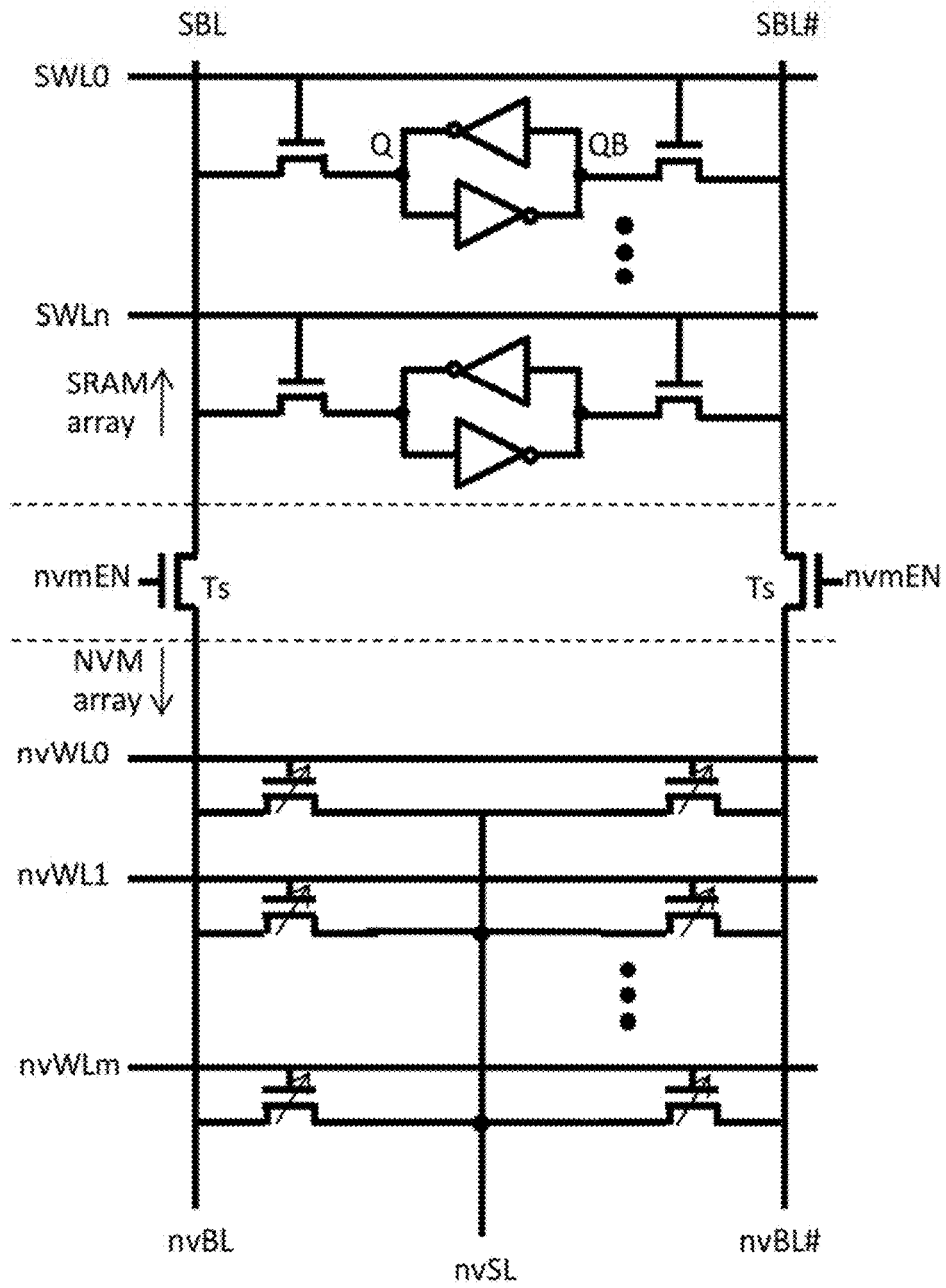 SBL SBL#
SWL0
Q QB
SWLn
SRAM
array
nvmEN Ts Ts nvmEN
NVM
array
nvWL0
nvWL1
nvWLm
nvBL nvBL#
nvSL